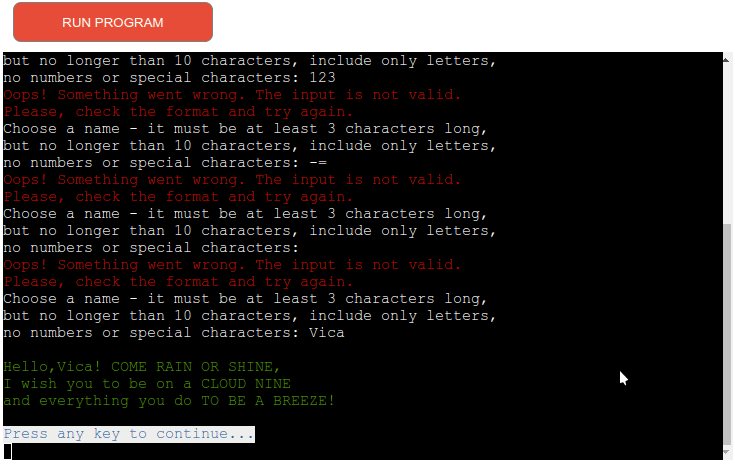 RUN PROGRAM
but no longer than 10 characters, include only letters,
no numbers or special characters: 123
Oops! Something went wrong. The input is not valid.
Please, check the format and try again.
Choose a name - it must be at least 3 characters long,
but no longer than 10 characters, include only letters,
no numbers or special characters: -=
Oops! Something went wrong. The input is not valid.
Please, check the format and try again.
Choose a name - it must be at least 3 characters long,
but no longer than 10 characters, include only letters,
no numbers or special characters:
Oops! Something went wrong. The input is not valid.
Please, check the format and try again.
Choose a name - it must be at least 3 characters long,
but no longer than 10 characters, include only letters,
no numbers or special characters: Vica
Hello,Vica! COME RAIN OR SHINE,
I wish you to be on a CLOUD NINE
and everything you do TO BE A BREEZE!
Press any key to continue...